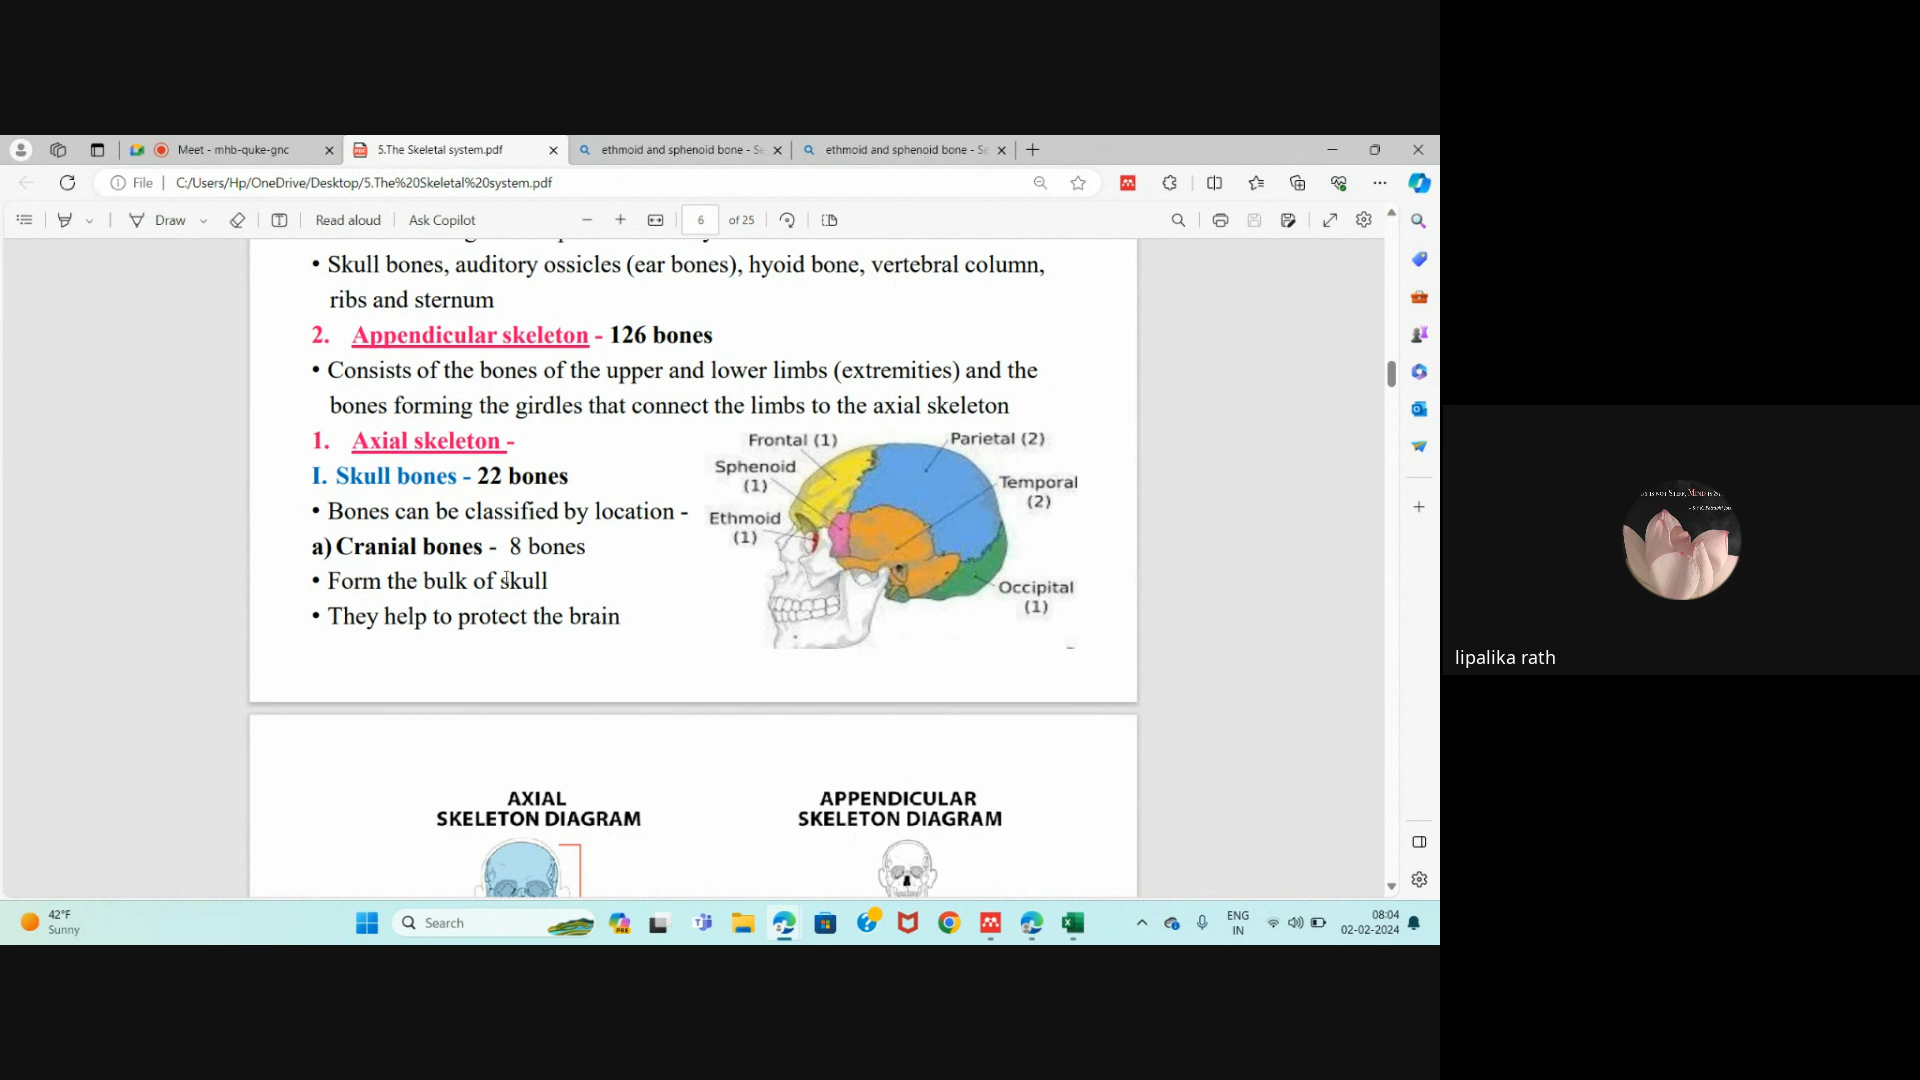 Meet - mhb-quke-gnc
5.The Skeletal system.pdf
ethmoid and sphenoid bone - Se
ethmoid and sphenoid bone - Se
File
C:/Users/Hp/OneDrive/Desktop/5.The%20Skeletal%20system.pdf
Draw
Read aloud
Ask Copilot
6
of 25
• Skull bones, auditory ossicles (ear bones), hyoid bone, vertebral column,
ribs and sternum
2. Appendicular skeleton - 126 bones
• Consists of the bones of the upper and lower limbs (extremities) and the
bones forming the girdles that connect the limbs to the axial skeleton
1. Axial skeleton -
I. Skull bones - 22 bones
• Bones can be classified by location -
a) Cranial bones - 8 bones
• Form the bulk of skull
• They help to protect the brain
Frontal (1)
Parietal (2)
Sphenoid
(1)
Temporal
(2)
Ethmoid
(1)
Occipital
(1)
AXIAL
SKELETON DIAGRAM
APPENDICULAR
SKELETON DIAGRAM
lipalika rath
42°F
Sunny
Search
PRE
ENG
IN
08:04
02-02-2024